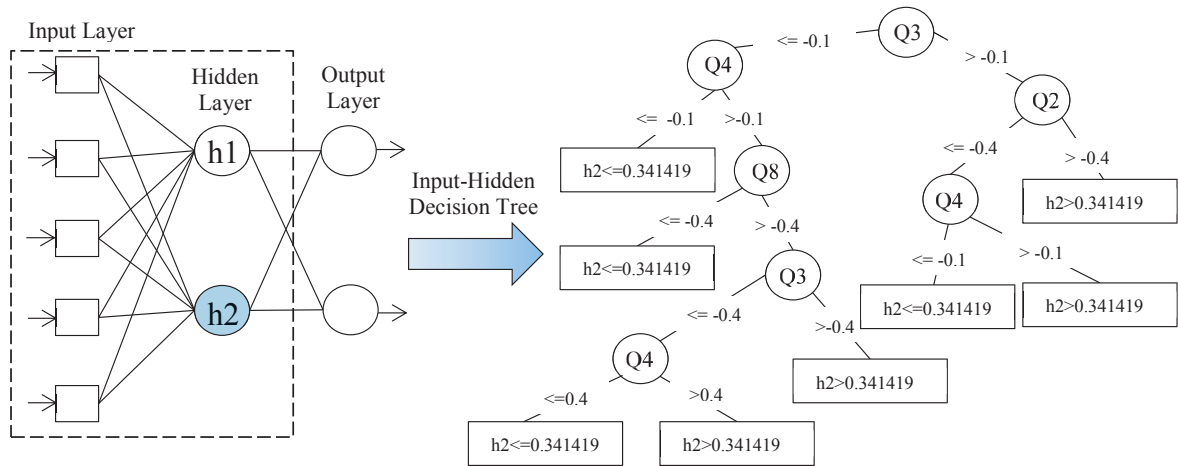 Input Layer
Hidden
Layer
Output
Layer
h1
h2
Input-Hidden
Decision Tree
Q3
<= -0.1
> -0.1
Q4
Q2
<= -0.1
>-0.1
<= -0.4
> -0.4
h2<=0.341419
Q8
Q4
h2>0.341419
<= -0.4
> -0.4
<= -0.1
> -0.1
h2<=0.341419
Q3
h2<=0.341419
h2>0.341419
<= -0.4
>-0.4
Q4
h2>0.341419
<=0.4
>0.4
h2<=0.341419
h2>0.341419